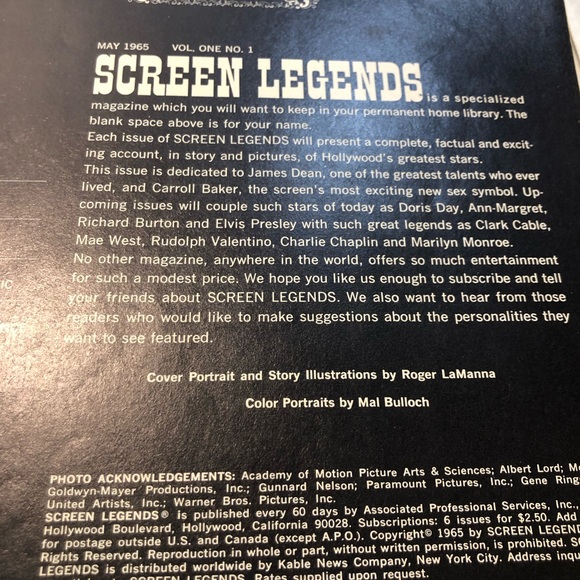 MAY 1965 VOL. ONE NO. 1
SCREEN LEGENDS is a specialized
magazine which you will want to keep in your permanent home library. The
blank space above is for your name.
Each issue of SCREEN LEGENDS will present a complete, factual and excit-
ing account, in story and pictures, of Hollywood's greatest stars.
This issue is dedicated to James Dean, one of the greatest talents who ever
lived, and Carroll Baker, the screen's most exciting new sex symbol. Up-
coming issues will couple such stars of today as Doris Day, Ann-Margret,
Richard Burton and Elvis Presley with such great legends as Clark Cable,
Mae West, Rudolph Valentino, Charlie Chaplin and Marilyn Monroe.
No other magazine, anywhere in the world, offers so much entertainment
for such a modest price. We hope you like us enough to subscribe and tell
your friends about SCREEN LEGENDS. We also want to hear from those
readers who would like to make suggestions about the personalities they
want to see featured.
Cover Portrait and Story Illustrations by Roger LaManna
Color Portraits by Mal Bulloch
PHOTO ACKNOWLEDGEMENTS: Academy of Motion Picture Arts & Sciences; Albert Lord;
Goldwyn-Mayer Productions, Inc.; Gunnard Nelson; Paramount Pictures, Inc.; Gene Ring
United Artists, Inc.; Warner Bros. Pictures, Inc.
SCREEN LEGENDS® is published every 60 days by Associated Professional Services, Inc.,
Hollywood Boulevard, Hollywood, California 90028. Subscriptions: 6 issues for $2.50. Add
for postage outside U.S. and Canada (except A.P.O.). Copyright© 1965 by SCREEN LEGEND
Rights Reserved. Reproduction in whole or part, without written permission, is prohibited. SC
LEGENDS is distributed worldwide by Kable News Company, New York City. Address inqu
SCREEN LEGENDS. Rates supplied upon request